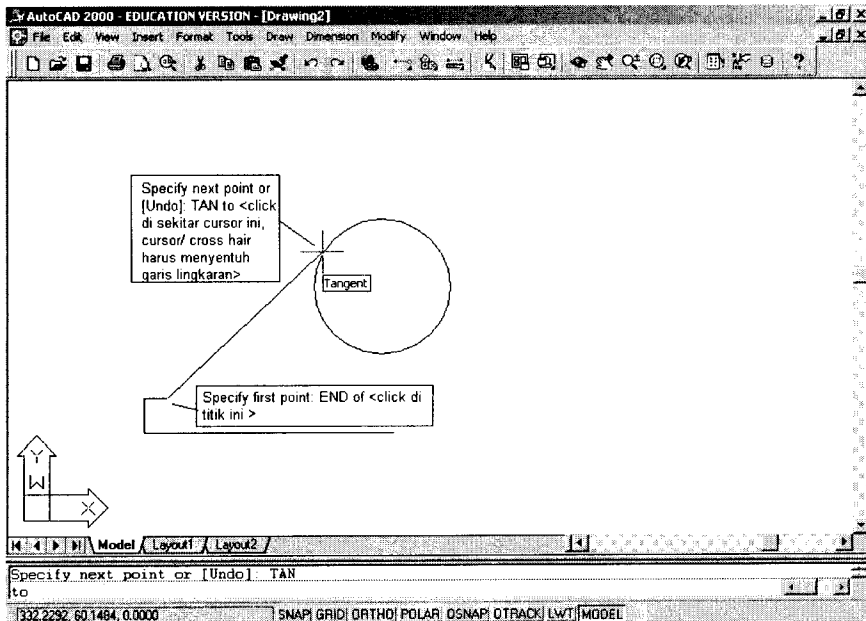 AutoCAD 2000 - EDUCATION VERSION - [Drawing2]
File Edit View Insert Format Tools Draw Dimension Modify Window Help
Specify next point or
[Undo]: TAN to <click
di sekitar cursor ini,
cursor/ cross hair
harus menyentuh
garis lingkaran>
Tangent
Specify first point: END of <click di
titik ini >
Y
W
X
Model Layout1 Layout2
Specify next point or [Undo]: TAN
to
332.2292, 60.1484, 0.0000 SNAP GRID ORTHO POLAR OSNAP OTRACK LWT MODEL